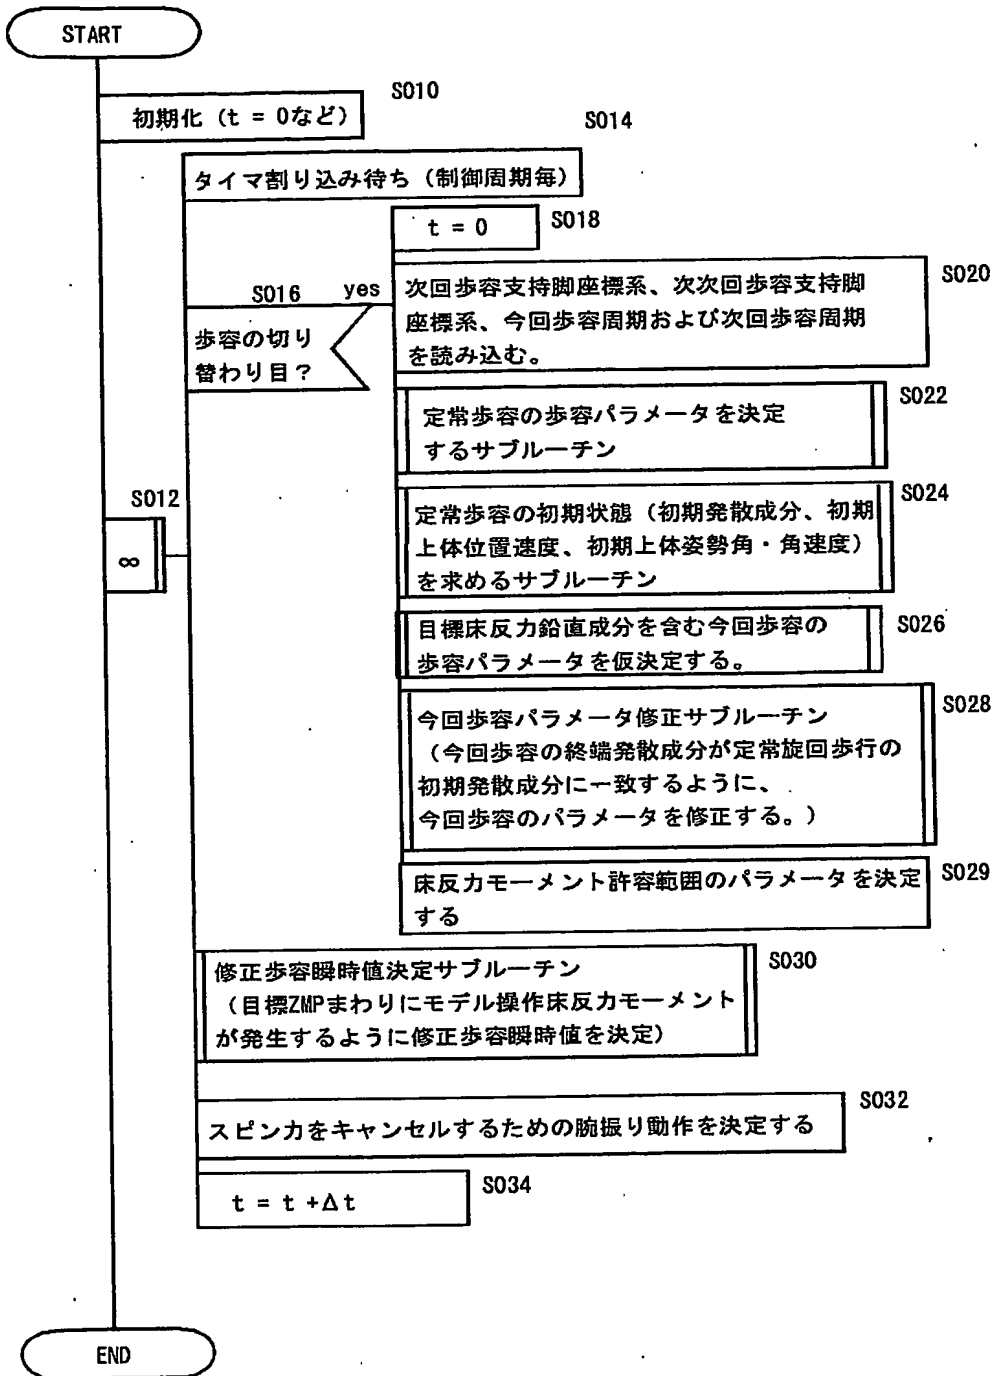 START
S010
初期化 (t = 0など)
S014
タイマ割り込み待ち (制御周期毎)
t = 0
S018
S016
yes
歩容の切り
替わり目?
S020
次回歩容支持脚座標系、次次回歩容支持脚
座標系、今回歩容周期および次回歩容周期
を読み込む。
S022
定常歩容の歩容パラメータを決定
するサブルーチン
S012
∞
S024
定常歩容の初期状態 (初期発散成分、初期
上体位置速度、初期上体姿勢角・角速度)
を求めるサブルーチン
S026
目標床反力鉛直成分を含む今回歩容の
歩容パラメータを仮決定する。
S028
今回歩容パラメータ修正サブルーチン
(今回歩容の終端発散成分が定常旋回歩行の
初期発散成分に一致するように、
今回歩容のパラメータを修正する。)
S029
床反力モーメント許容範囲のパラメータを決定
する
S030
修正歩容瞬時値決定サブルーチン
(目標ZMPまわりにモデル操作床反力モーメント
が発生するように修正歩容瞬時値を決定)
S032
スピン力をキャンセルするための腕振り動作を決定する
S034
t = t +Δt
END